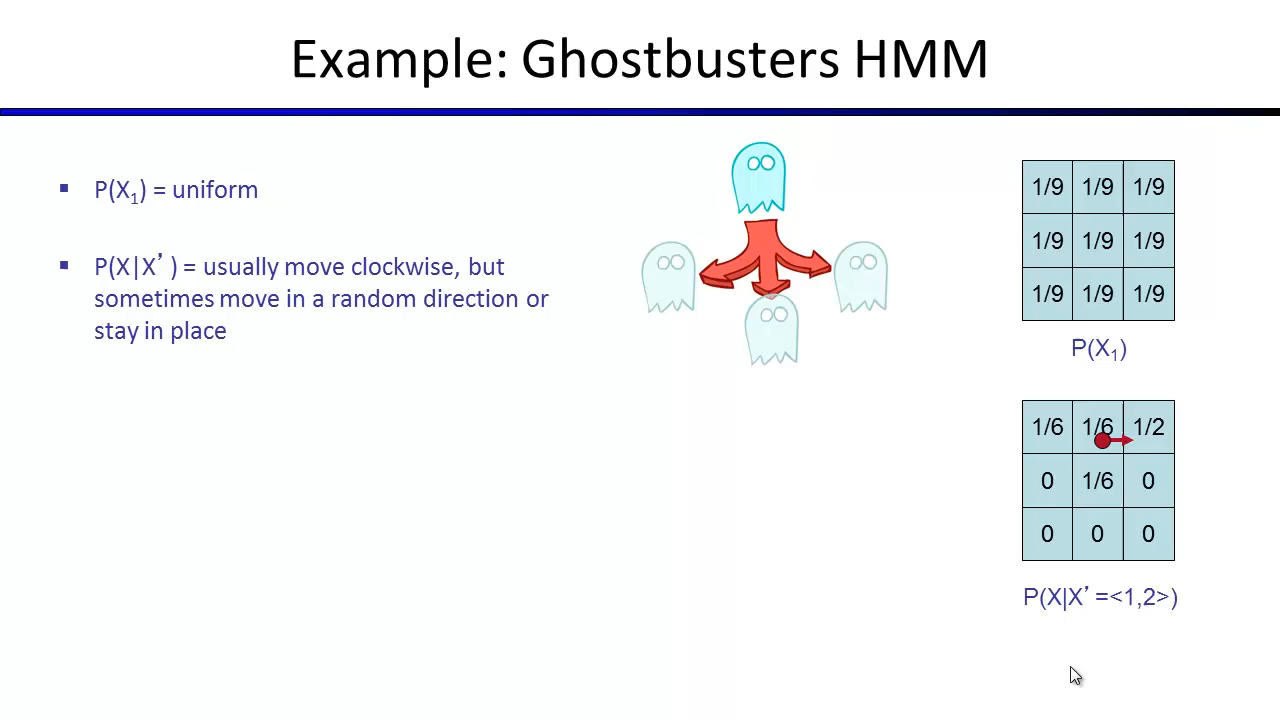 Example: Ghostbusters HMM
▪ P(X₁) = uniform
▪ P(X|X’ ) = usually move clockwise, but
sometimes move in a random direction or
stay in place
1/9 1/9 1/9
1/9 1/9 1/9
1/9 1/9 1/9
P(X₁)
1/6 1/6 1/2
0 1/6 0
0 0 0
P(X|X’ =<1,2>)